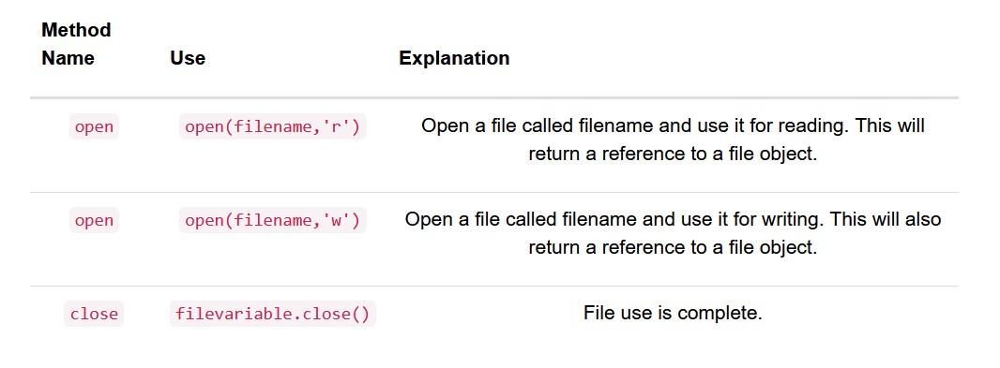 Method
Name Use Explanation
open open(filename,'r') Open a file called filename and use it for reading. This will
return a reference to a file object.
open open(filename,'w') Open a file called filename and use it for writing. This will also
return a reference to a file object.
close filevariable.close() File use is complete.